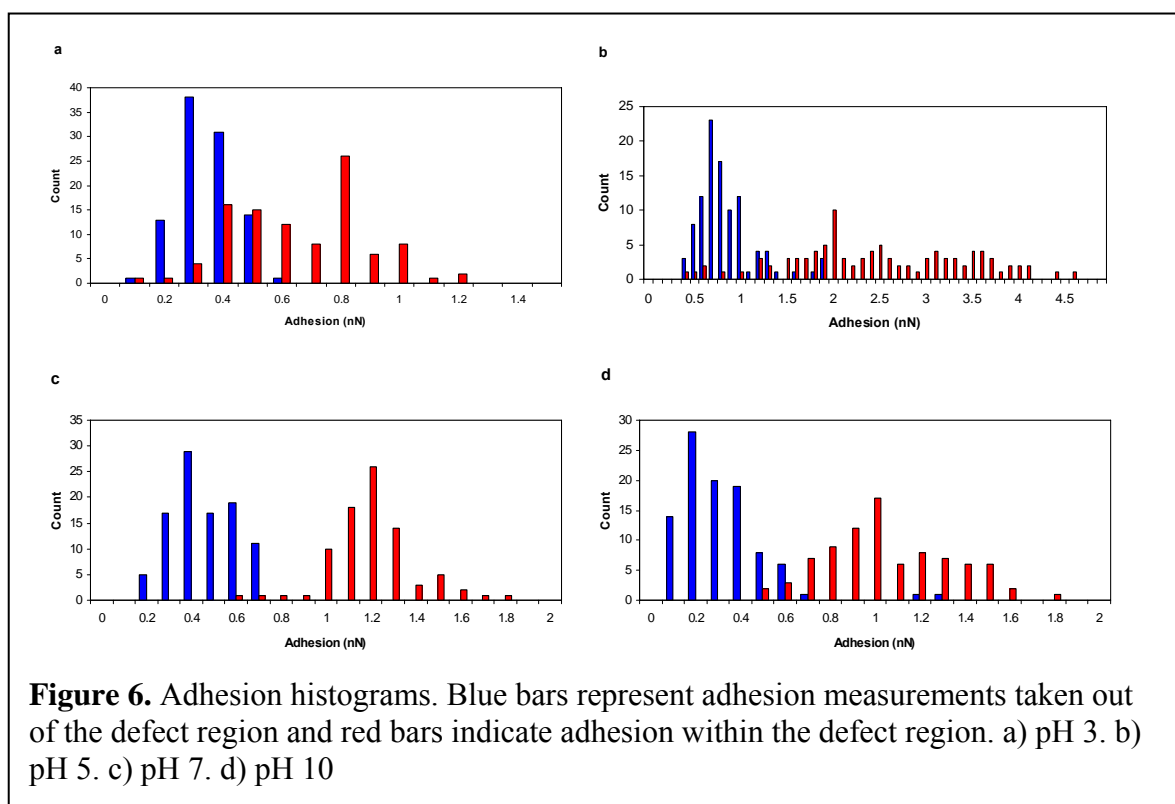 a
40
35
30
25
20
15
10
5
0
Count
0 0.2 0.4 0.6 0.8 1 1.2 1.4
Adhesion (nN)
b
25
20
15
10
5
0
Count
0 0.5 1 1.5 2 2.5 3 3.5 4 4.5
Adhesion (nN)
c
35
30
25
20
15
10
5
0
Count
0 0.2 0.4 0.6 0.8 1 1.2 1.4 1.6 1.8 2
Adhesion (nN)
d
30
25
20
15
10
5
0
Count
0 0.2 0.4 0.6 0.8 1 1.2 1.4 1.6 1.8 2
Adhesion (nN)
Figure 6. Adhesion histograms. Blue bars represent adhesion measurements taken out
of the defect region and red bars indicate adhesion within the defect region. a) pH 3. b)
pH 5. c) pH 7. d) pH 10